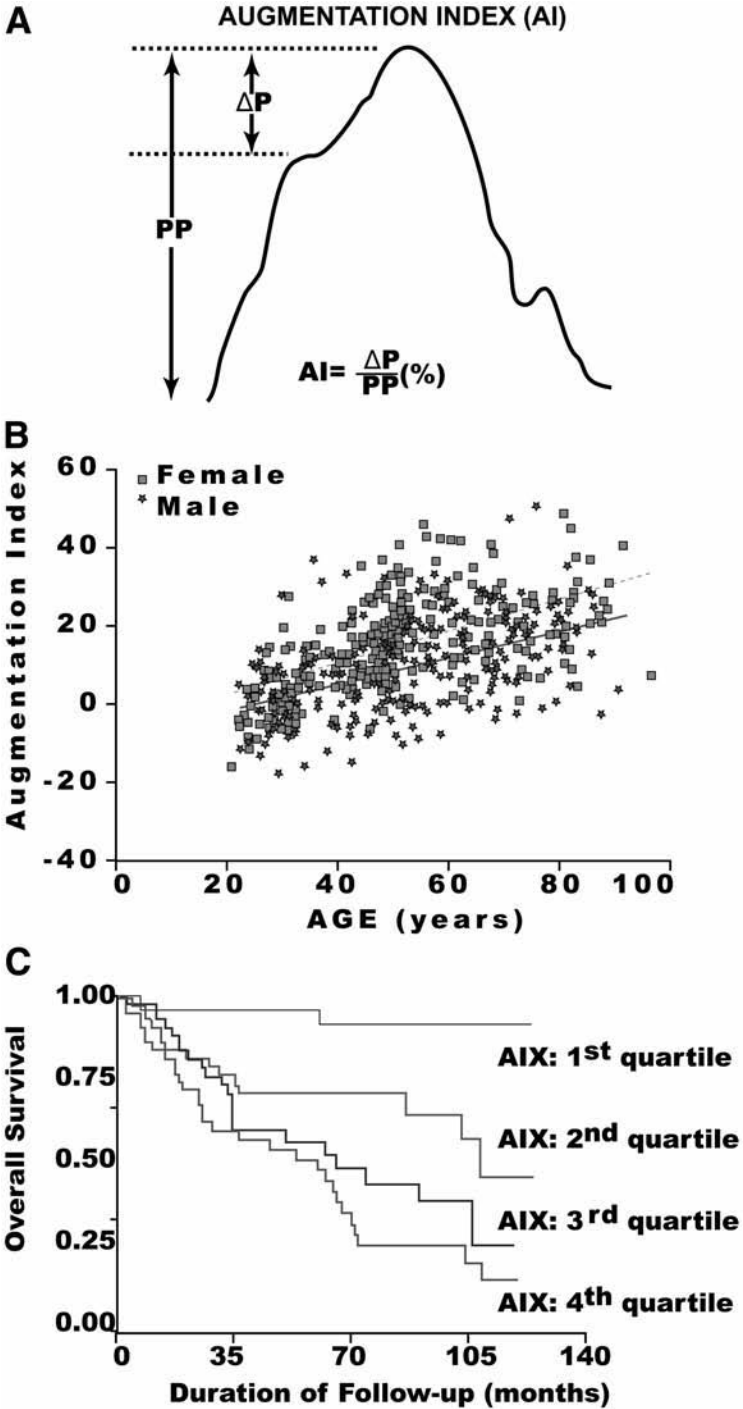 A
AUGMENTATION INDEX (AI)
ΔP
PP
AI= ΔP/PP(%)
B
Augmentation Index
60
40
20
0
-20
-40
Female
Male
0 20 40 60 80 100
AGE (years)
C
Overall Survival
1.00
0.75
0.50
0.25
0.00
AIX: 1st quartile
AIX: 2nd quartile
AIX: 3rd quartile
AIX: 4th quartile
0 35 70 105 140
Duration of Follow-up (months)